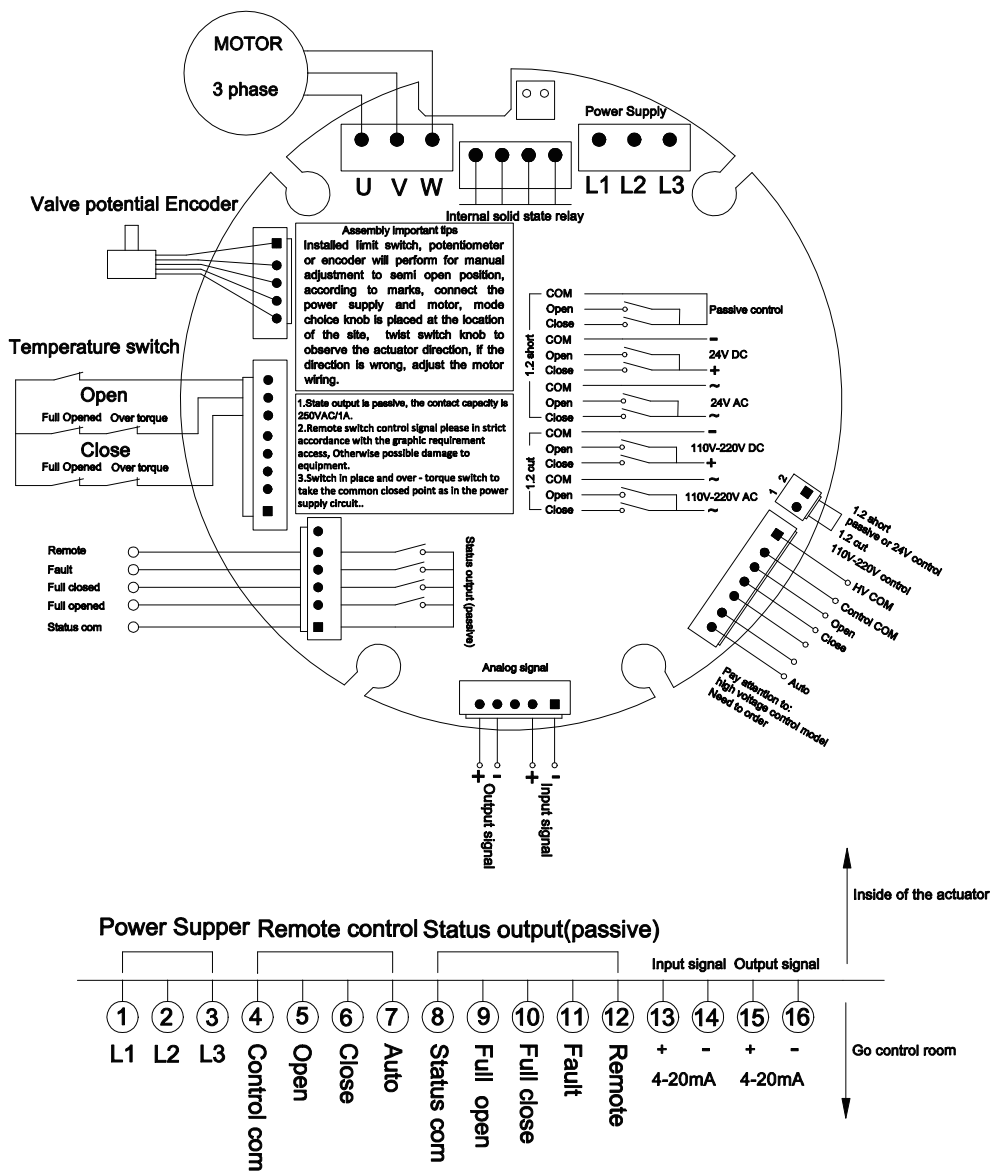 MOTOR
3 phase
Power Supply
U V W
L1 L2 L3
Internal solid state relay
Valve potential Encoder
Assembly important tips
Installed limit switch, potentiometer
or encoder will perform for manual
adjustment to semi open position,
according to marks, connect the
power supply and motor, mode
choice knob is placed at the location
of the site, twist switch knob to
observe the actuator direction, if the
direction is wrong, adjust the motor
wiring.
1.State output is passive, the contact capacity is
250VAC/1A.
2.Remote switch control signal please in strict
accordance with the graphic requirement
access, Otherwise possible damage to
equipment.
3.Switch in place and over - torque switch to
take the common closed point as in the power
supply circuit..
1.2 short
COM
Open
Close
Passive control
COM -
Open
Close +
24V DC
COM ~
Open
Close ~
24V AC
1.2 cut
COM -
Open
Close +
110V-220V DC
COM ~
Open
Close ~
110V-220V AC
Temperature switch
Open
Full Opened Over torque
Close
Full Opened Over torque
Remote
Fault
Full closed
Full opened
Status com
Status output (passive)
1 2
1.2 short
passive or 24V control
1.2 cut
110V-220V control
HV COM
Control COM
Open
Close
Auto
Pay attention to:
high voltage control model
Need to order
Analog signal
+ - + -
Output signal
Input signal
Inside of the actuator
Power Supper Remote control Status output(passive)
Input signal Output signal
1 2 3 4 5 6 7 8 9 10 11 12 13 14 15 16
Go control room
L1 L2 L3
Control com
Open
Close
Auto
Status com
Full open
Full close
Fault
Remote
+ - + -
4-20mA 4-20mA